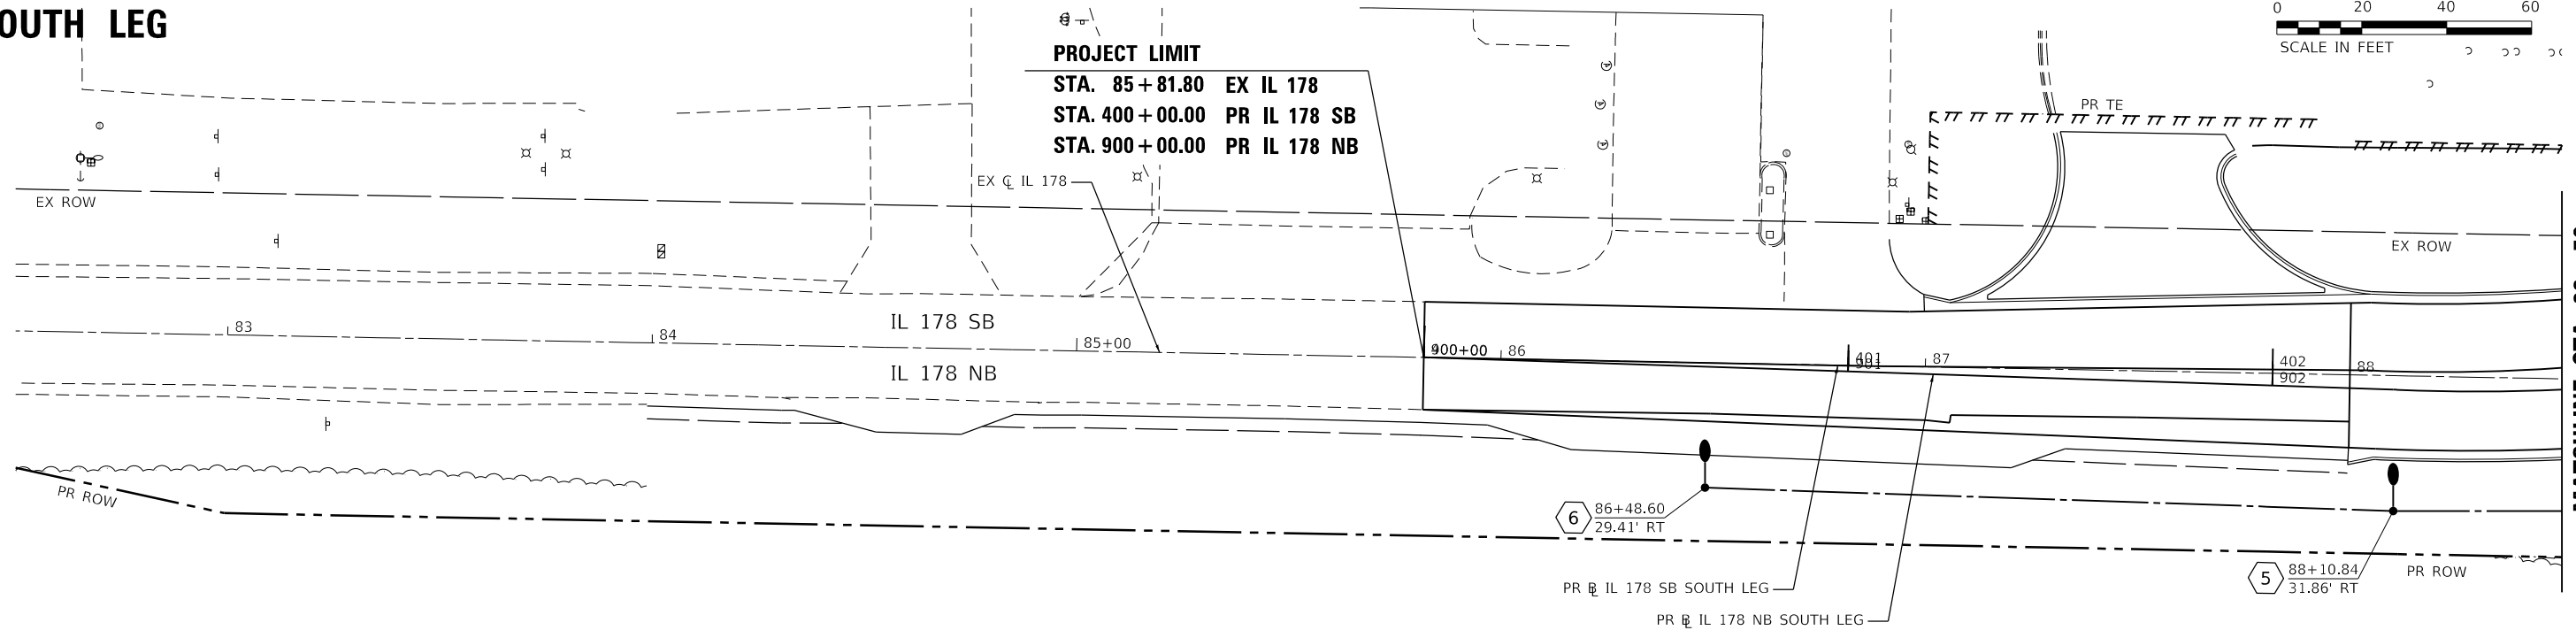 OUTH LEG
PROJECT LIMIT
STA. 85+81.80 EX IL 178
STA. 400+00.00 PR IL 178 SB
STA. 900+00.00 PR IL 178 NB
0 20 40 60
SCALE IN FEET
PR TE
EX ℄ IL 178
EX ROW
EX ROW
IL 178 SB
83
84
85+00
900+00
86
401
901
87
402
902
88
IL 178 NB
PR ROW
6
86+48.60
29.41' RT
5
88+10.84
31.86' RT
PR ROW
PR BL IL 178 SB SOUTH LEG
PR BL IL 178 NB SOUTH LEG